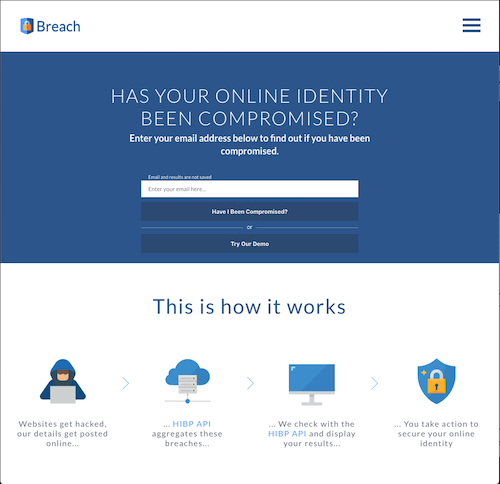 Breach
HAS YOUR ONLINE IDENTITY
BEEN COMPROMISED?
Enter your email address below to find out if you have been
compromised.
Email and results are not saved
Enter your email here...
Have I Been Compromised?
or
Try Our Demo
This is how it works
Websites get hacked,
our details get posted
online...
... HIBP API
aggregates these
breaches...
... We check with the
HIBP API and display
your results...
... You take action to
secure your online
identity